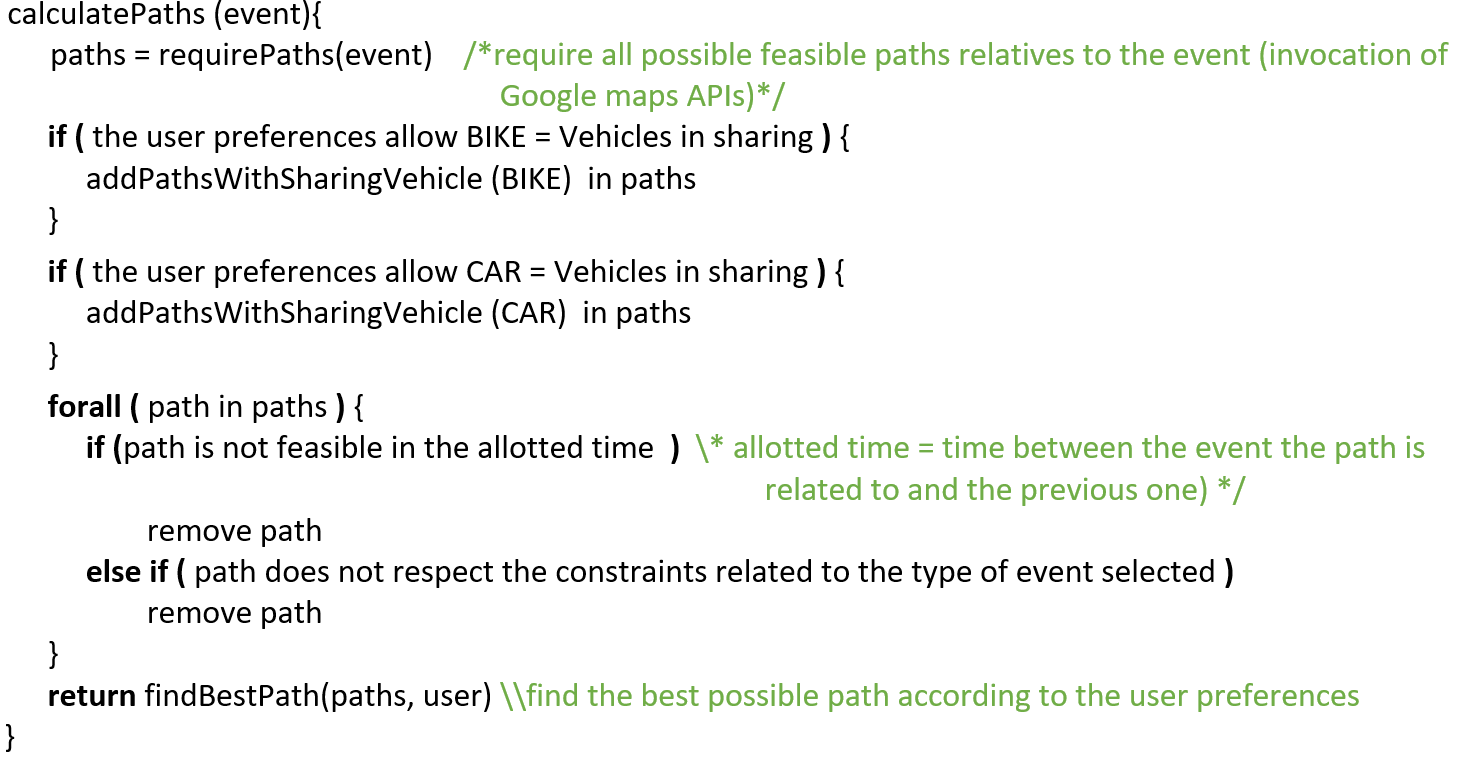 calculatePaths (event){
paths = requirePaths(event) /*require all possible feasible paths relatives to the event (invocation of
Google maps APIs)*/
if ( the user preferences allow BIKE = Vehicles in sharing ) {
addPathsWithSharingVehicle (BIKE) in paths
}
if ( the user preferences allow CAR = Vehicles in sharing ) {
addPathsWithSharingVehicle (CAR) in paths
}
forall ( path in paths ) {
if (path is not feasible in the allotted time ) \* allotted time = time between the event the path is
related to and the previous one) */
remove path
else if ( path does not respect the constraints related to the type of event selected )
remove path
}
return findBestPath(paths, user) \\find the best possible path according to the user preferences
}